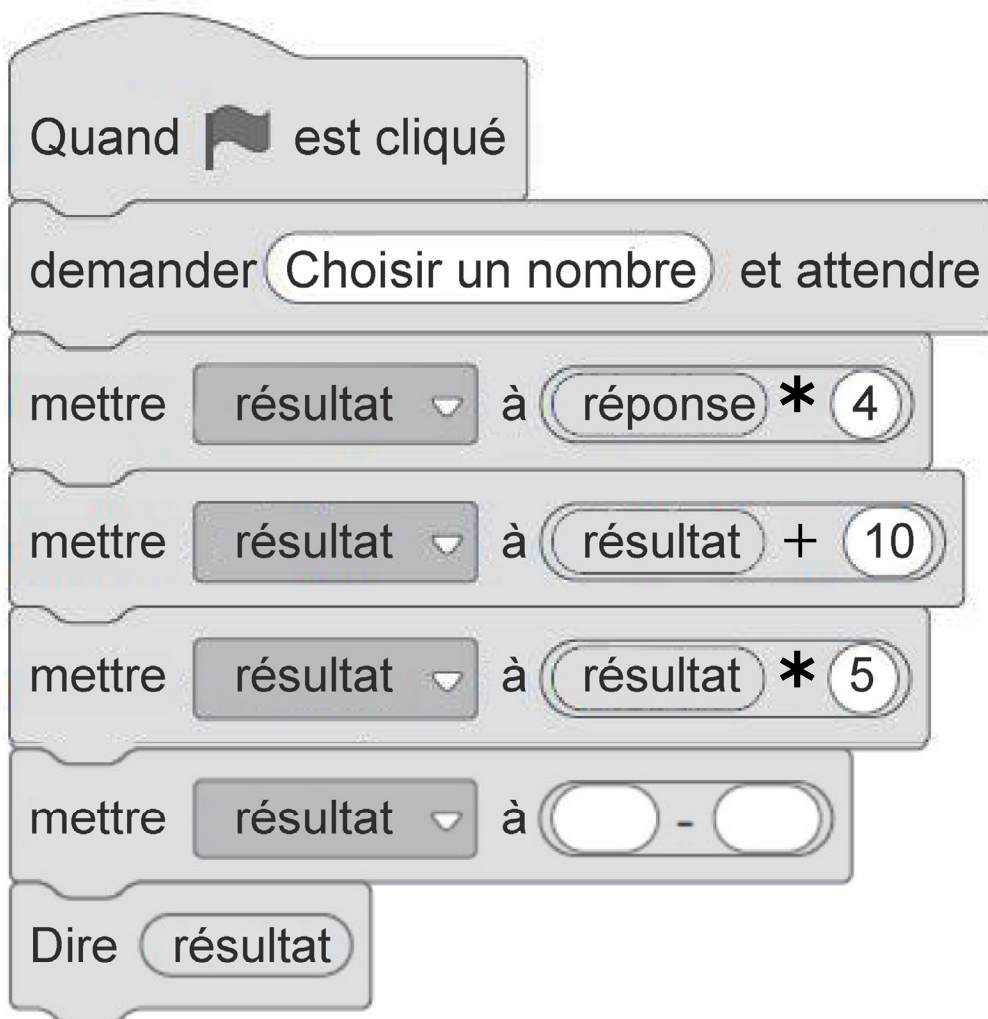 Quand est cliqué
demander Choisir un nombre et attendre
mettre résultat à réponse * 4
mettre résultat à résultat + 10
mettre résultat à résultat * 5
mettre résultat à -
Dire résultat